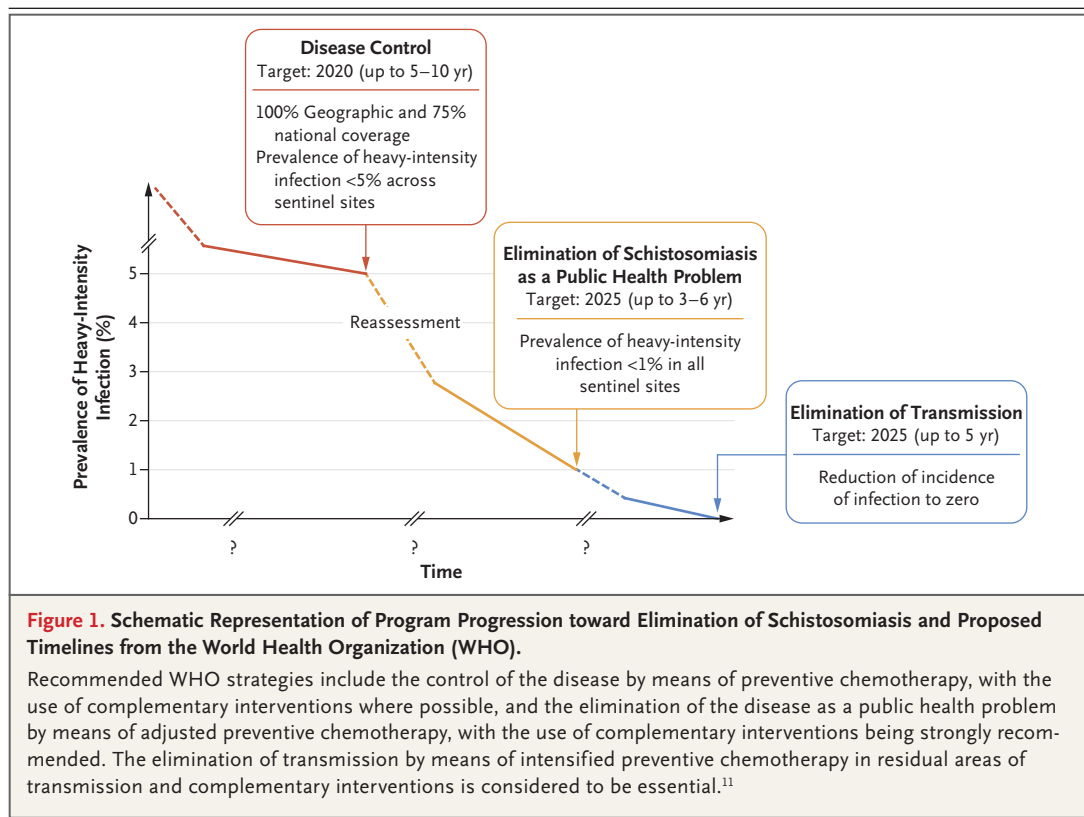 Disease Control
Target: 2020 (up to 5–10 yr)
100% Geographic and 75%
national coverage
Prevalence of heavy-intensity
infection <5% across
sentinel sites
Elimination of Schistosomiasis
as a Public Health Problem
Target: 2025 (up to 3–6 yr)
Prevalence of heavy-intensity
infection <1% in all
sentinel sites
Elimination of Transmission
Target: 2025 (up to 5 yr)
Reduction of incidence
of infection to zero
Prevalence of Heavy-Intensity
Infection (%)
5
4
3
2
1
0
Reassessment
? ? ?
Time
Figure 1. Schematic Representation of Program Progression toward Elimination of Schistosomiasis and Proposed
Timelines from the World Health Organization (WHO).
Recommended WHO strategies include the control of the disease by means of preventive chemotherapy, with the
use of complementary interventions where possible, and the elimination of the disease as a public health problem
by means of adjusted preventive chemotherapy, with the use of complementary interventions being strongly recom-
mended. The elimination of transmission by means of intensified preventive chemotherapy in residual areas of
transmission and complementary interventions is considered to be essential.11